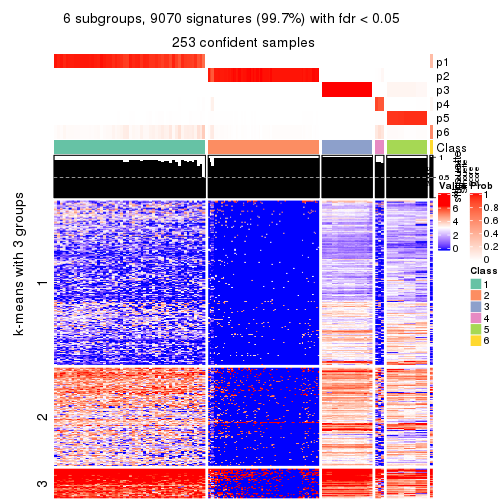 6 subgroups, 9070 signatures (99.7%) with fdr < 0.05
253 confident samples
p1
p2
p3
p4
p5
p6
Class
1
0.5
k-means with 3 groups
1
2
3
Value
6
4
2
0
Prob
1
0.8
0.6
0.4
0.2
0
Class
1
2
3
4
5
6